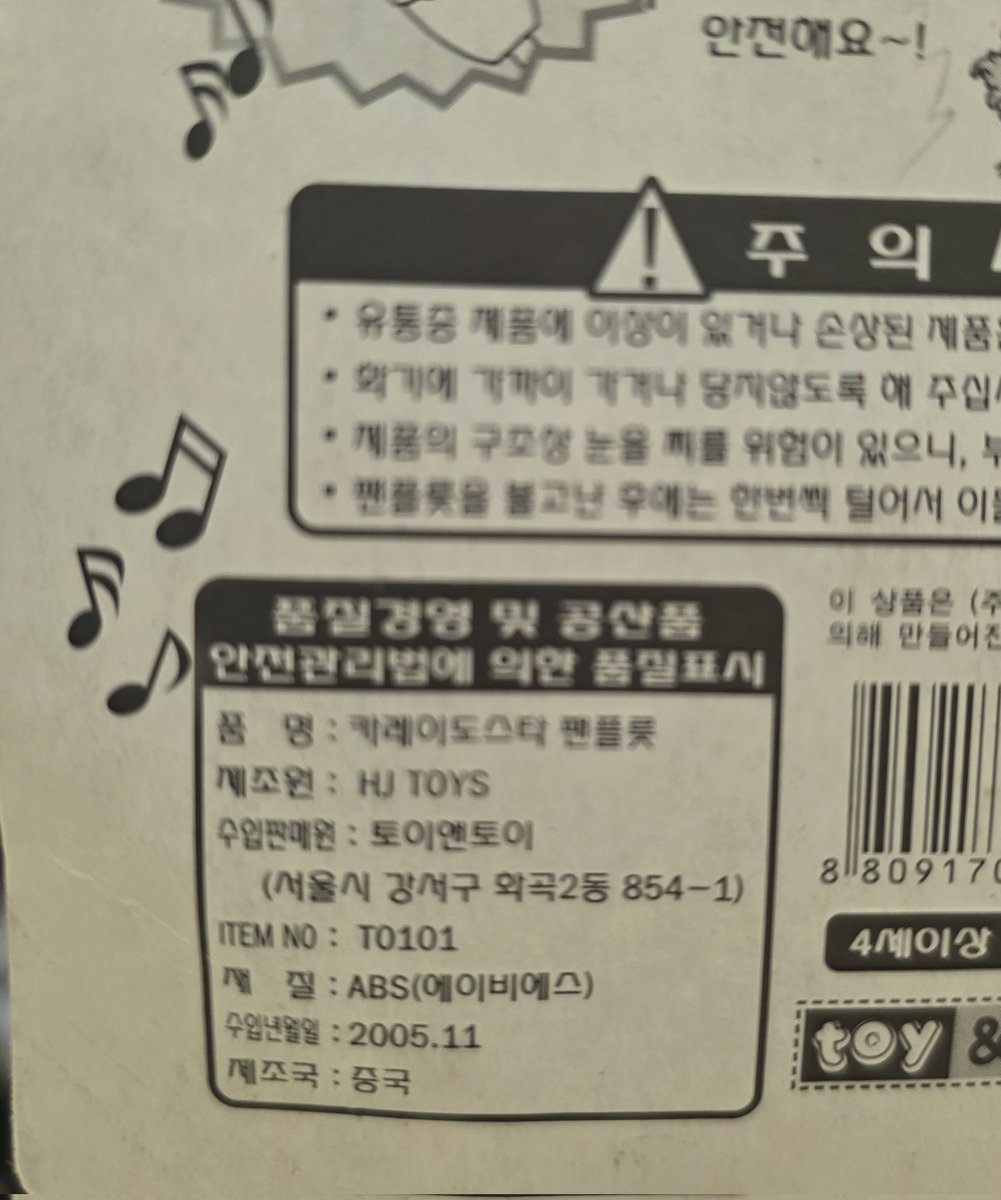 안전해요~!
주 의
• 유통중 제품에 이상이 있거나 손상된 제품
• 화기에 가까이 가거나 닿지않도록 해 주십
• 제품의 구조상 눈을 찌를 위험이 있으니,
• 팬플룻을 불고난 후에는 한번씩 털어서
품질경영 및 공산품
안전관리법에 의한 품질표시
품 명 : 카레이도스타 팬플룻
제조원 : HJ TOYS
수입판매원 : 토이앤토이
(서울시 강서구 화곡2동 854-1)
ITEM NO : T0101
재 질 : ABS(에이비에스)
수입년월일 : 2005.11
제조국 : 중국
이 상품은 (주
의해 만들어진
8 809170
4세이상
toy &